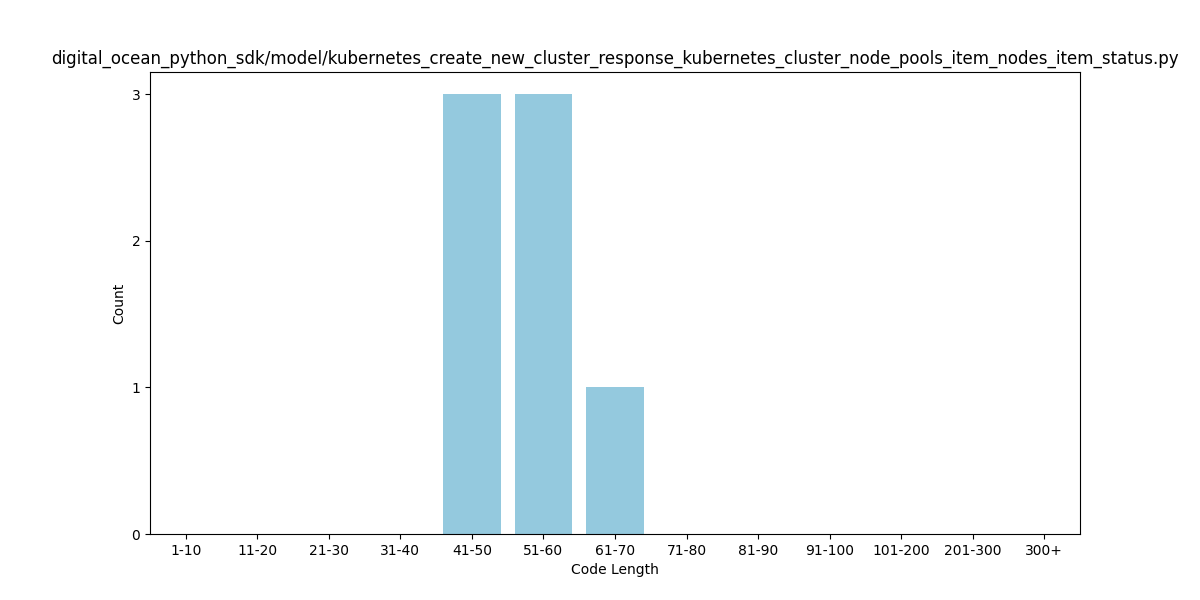 digital_ocean_python_sdk/model/kubernetes_create_new_cluster_response_kubernetes_cluster_node_pools_item_nodes_item_status.py
3
2
1
0
Count
1-10 11-20 21-30 31-40 41-50 51-60 61-70 71-80 81-90 91-100 101-200 201-300 300+
Code Length